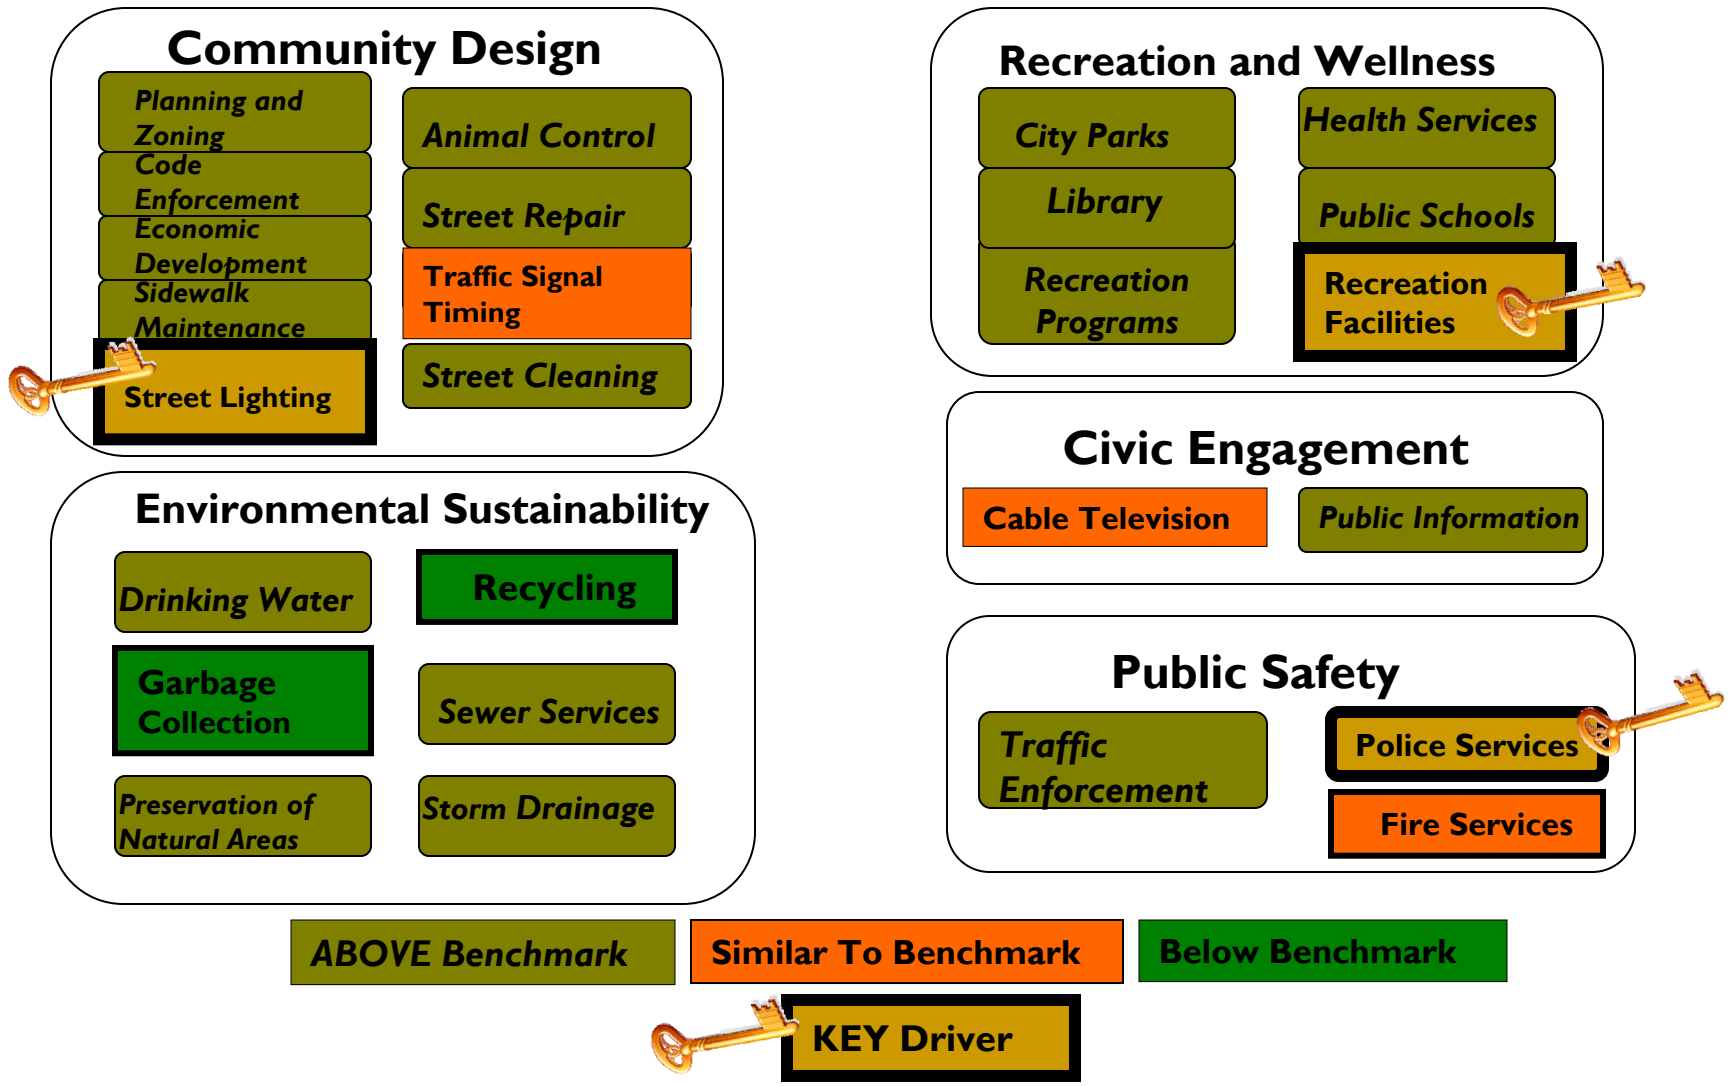 Community Design
Planning and
Zoning
Code
Enforcement
Economic
Development
Sidewalk
Maintenance
Street Lighting
Animal Control
Street Repair
Traffic Signal
Timing
Street Cleaning
Recreation and Wellness
City Parks
Library
Recreation
Programs
Health Services
Public Schools
Recreation
Facilities
Civic Engagement
Cable Television
Public Information
Environmental Sustainability
Drinking Water
Garbage
Collection
Preservation of
Natural Areas
Recycling
Sewer Services
Storm Drainage
Public Safety
Traffic
Enforcement
Police Services
Fire Services
ABOVE Benchmark
Similar To Benchmark
Below Benchmark
KEY Driver